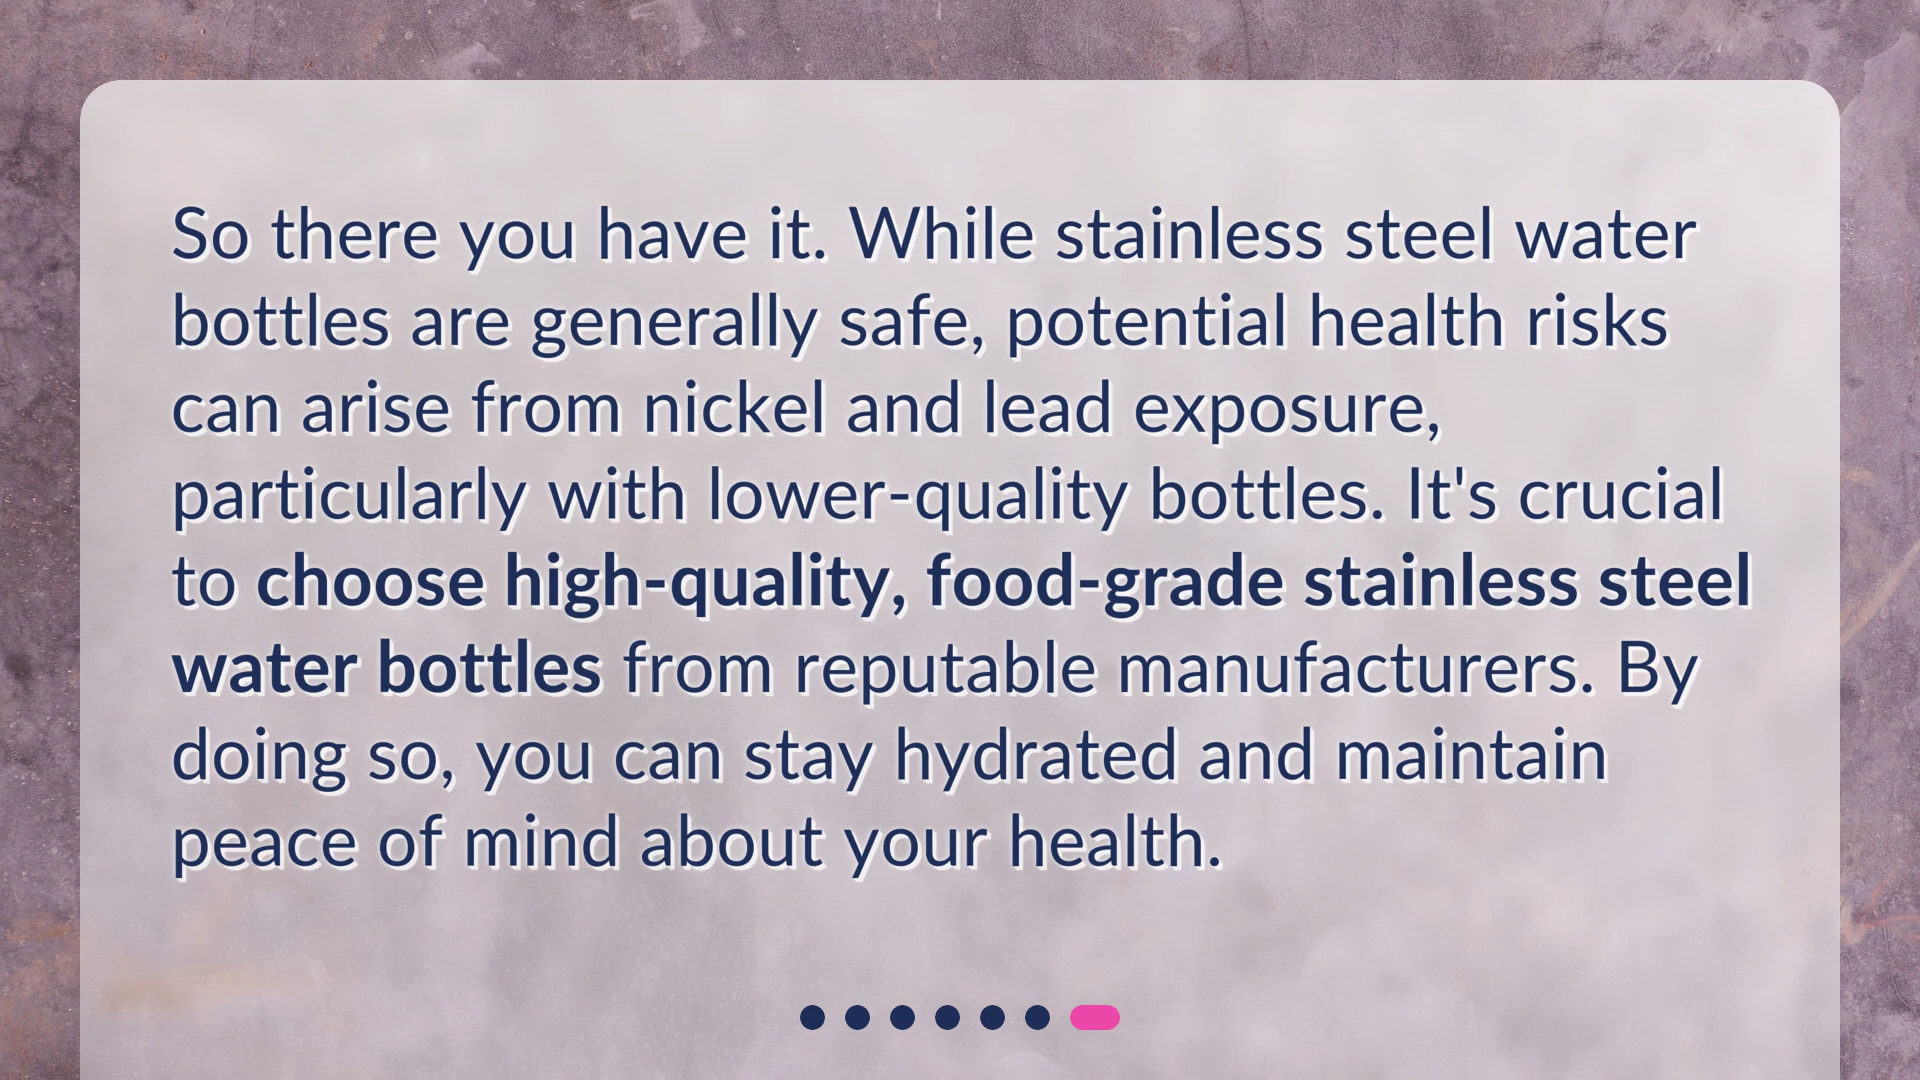 So there you have it. While stainless steel water
bottles are generally safe, potential health risks
can arise from nickel and lead exposure,
particularly with lower-quality bottles. It's crucial
to choose high-quality, food-grade stainless steel
water bottles from reputable manufacturers. By
doing so, you can stay hydrated and maintain
peace of mind about your health.